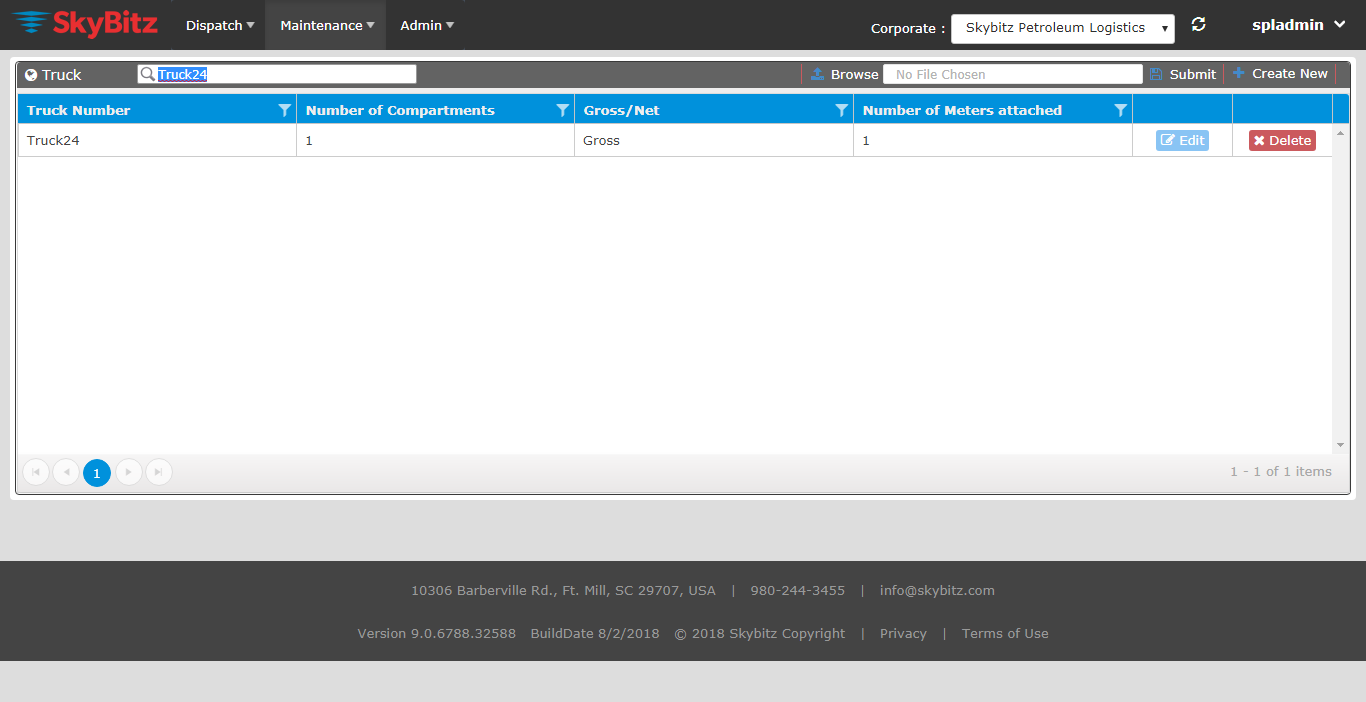 SkyBitz Dispatch Maintenance Admin Corporate : Skybitz Petroleum Logistics spladmin
Truck Truck24 Browse No File Chosen Submit Create New
Truck Number Number of Compartments Gross/Net Number of Meters attached
Truck24 1 Gross 1 Edit Delete
1 1 - 1 of 1 items
10306 Barberville Rd., Ft. Mill, SC 29707, USA | 980-244-3455 | info@skybitz.com
Version 9.0.6788.32588 BuildDate 8/2/2018 © 2018 Skybitz Copyright | Privacy | Terms of Use